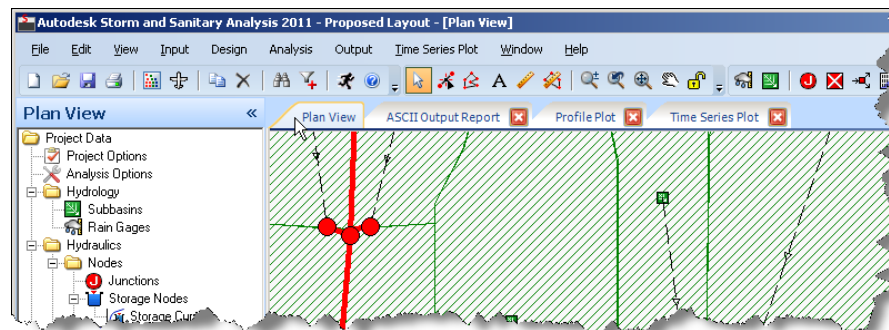 Autodesk Storm and Sanitary Analysis 2011 - Proposed Layout - [Plan View]
File Edit View Input Design Analysis Output Time Series Plot Window Help
Plan View «
Plan View ASCII Output Report Profile Plot Time Series Plot
Project Data
Project Options
Analysis Options
Hydrology
Subbasins
Rain Gages
Hydraulics
Nodes
Junctions
Storage Nodes
Storage